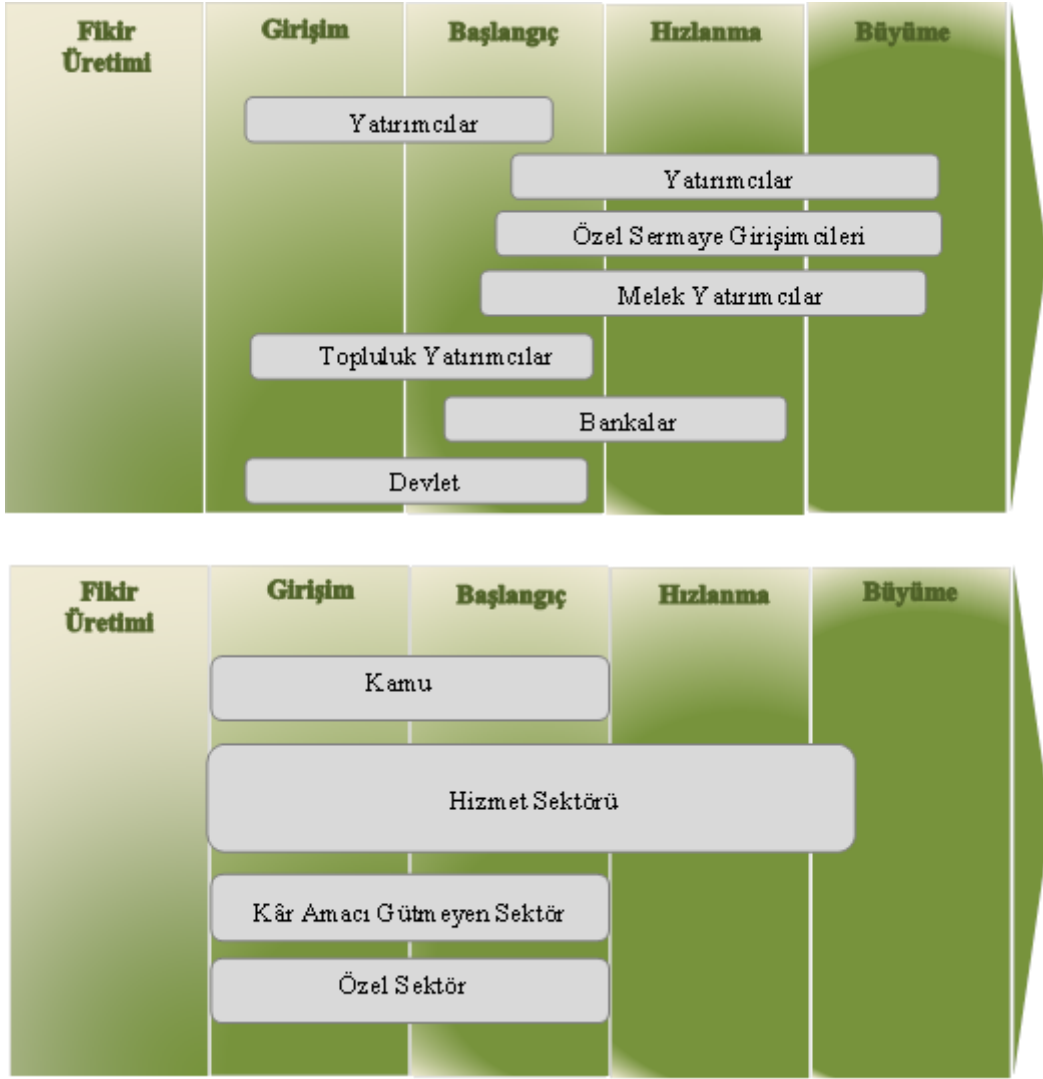 Fikir
Üretimi
Girişim
Başlangıç
Hızlanma
Büyüme
Yatırımcılar
Yatırımcılar
Özel Sermaye Girişimcileri
Melek Yatırımcılar
Topluluk Yatırımcılar
Bankalar
Devlet
Fikir
Üretimi
Girişim
Başlangıç
Hızlanma
Büyüme
Kamu
Hizmet Sektörü
Kâr Amacı Gütmeyen Sektör
Özel Sektör